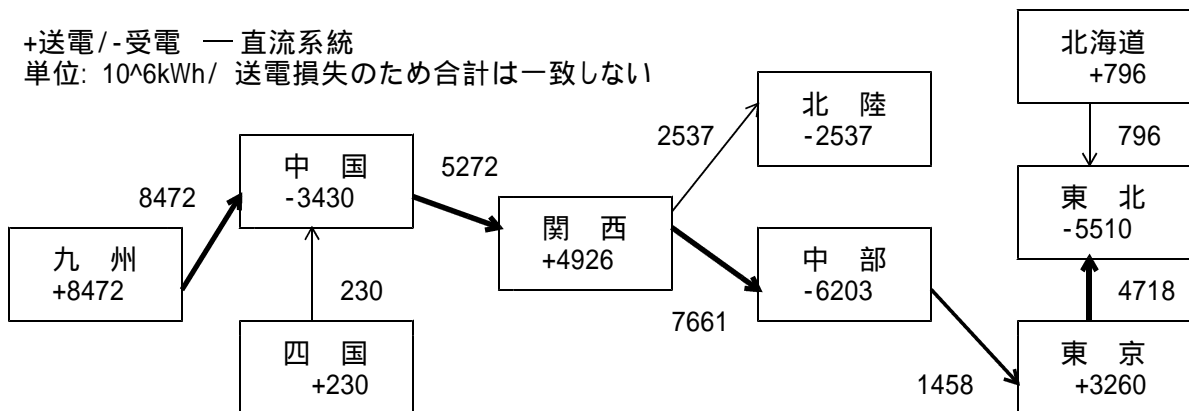 +送電/-受電 ― 直流系統
単位: 10^6kWh/ 送電損失のため合計は一致しない
北海道
+796
796
北 陸
-2537
2537
中 国
-3430
5272
8472
東 北
-5510
関 西
+4926
九 州
+8472
230
中 部
-6203
7661
4718
四 国
+230
1458
東 京
+3260